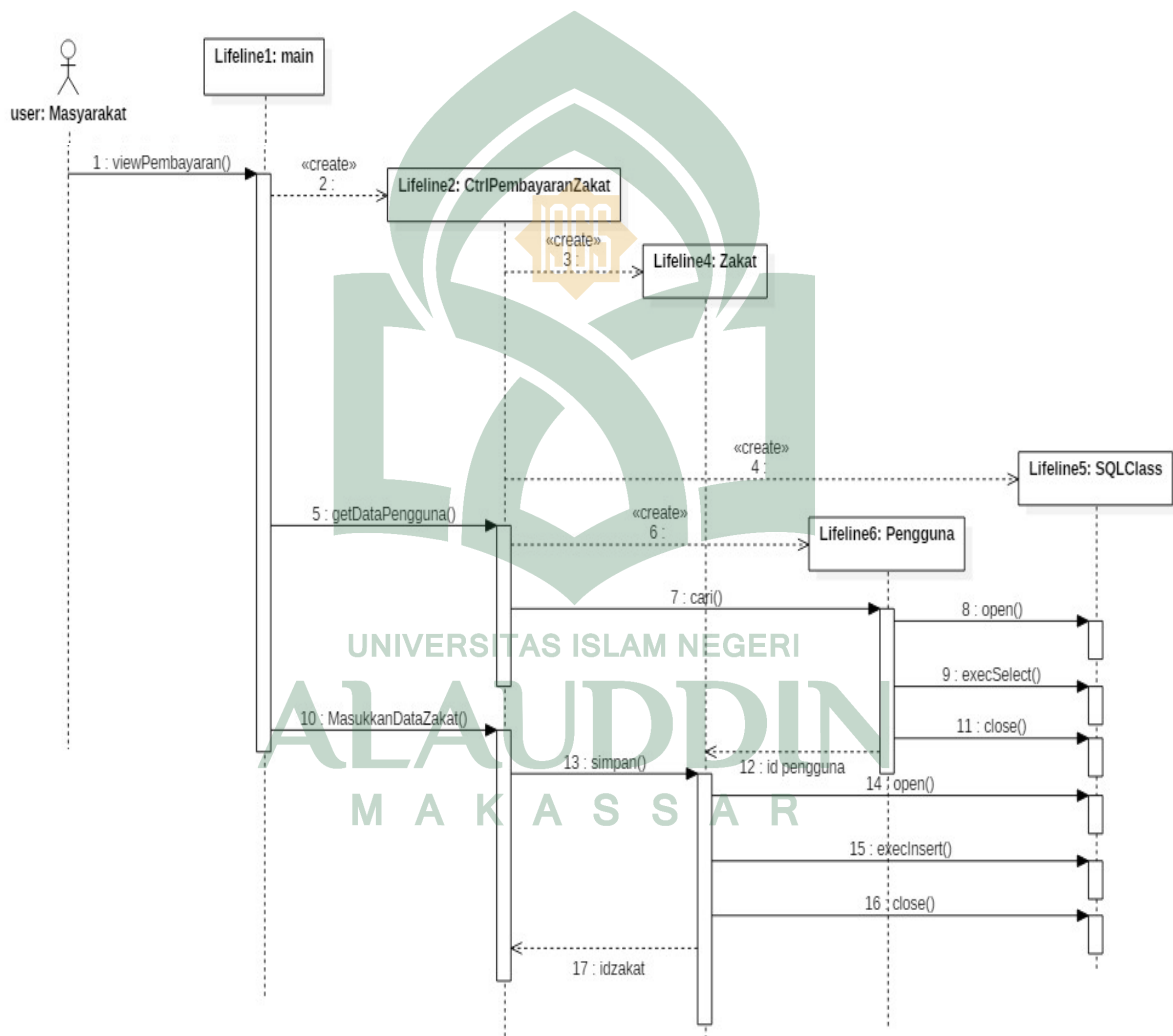 Lifeline1: main
user: Masyarakat
1 : viewPembayaran()
«create»
2 :
Lifeline2: CtrlPembayaranZakat
«create»
3 :
Lifeline4: Zakat
«create»
4 :
Lifeline5: SQLClass
5 : getDataPengguna()
«create»
6 :
Lifeline6: Pengguna
7 : cari()
8 : open()
UNIVERSITAS ISLAM NEGERI
9 : execSelect()
ALAUDDIN
10 : MasukkanDataZakat()
11 : close()
12 : id pengguna
13 : simpan()
14 : open()
MAKASSAR
15 : execInsert()
16 : close()
17 : idzakat